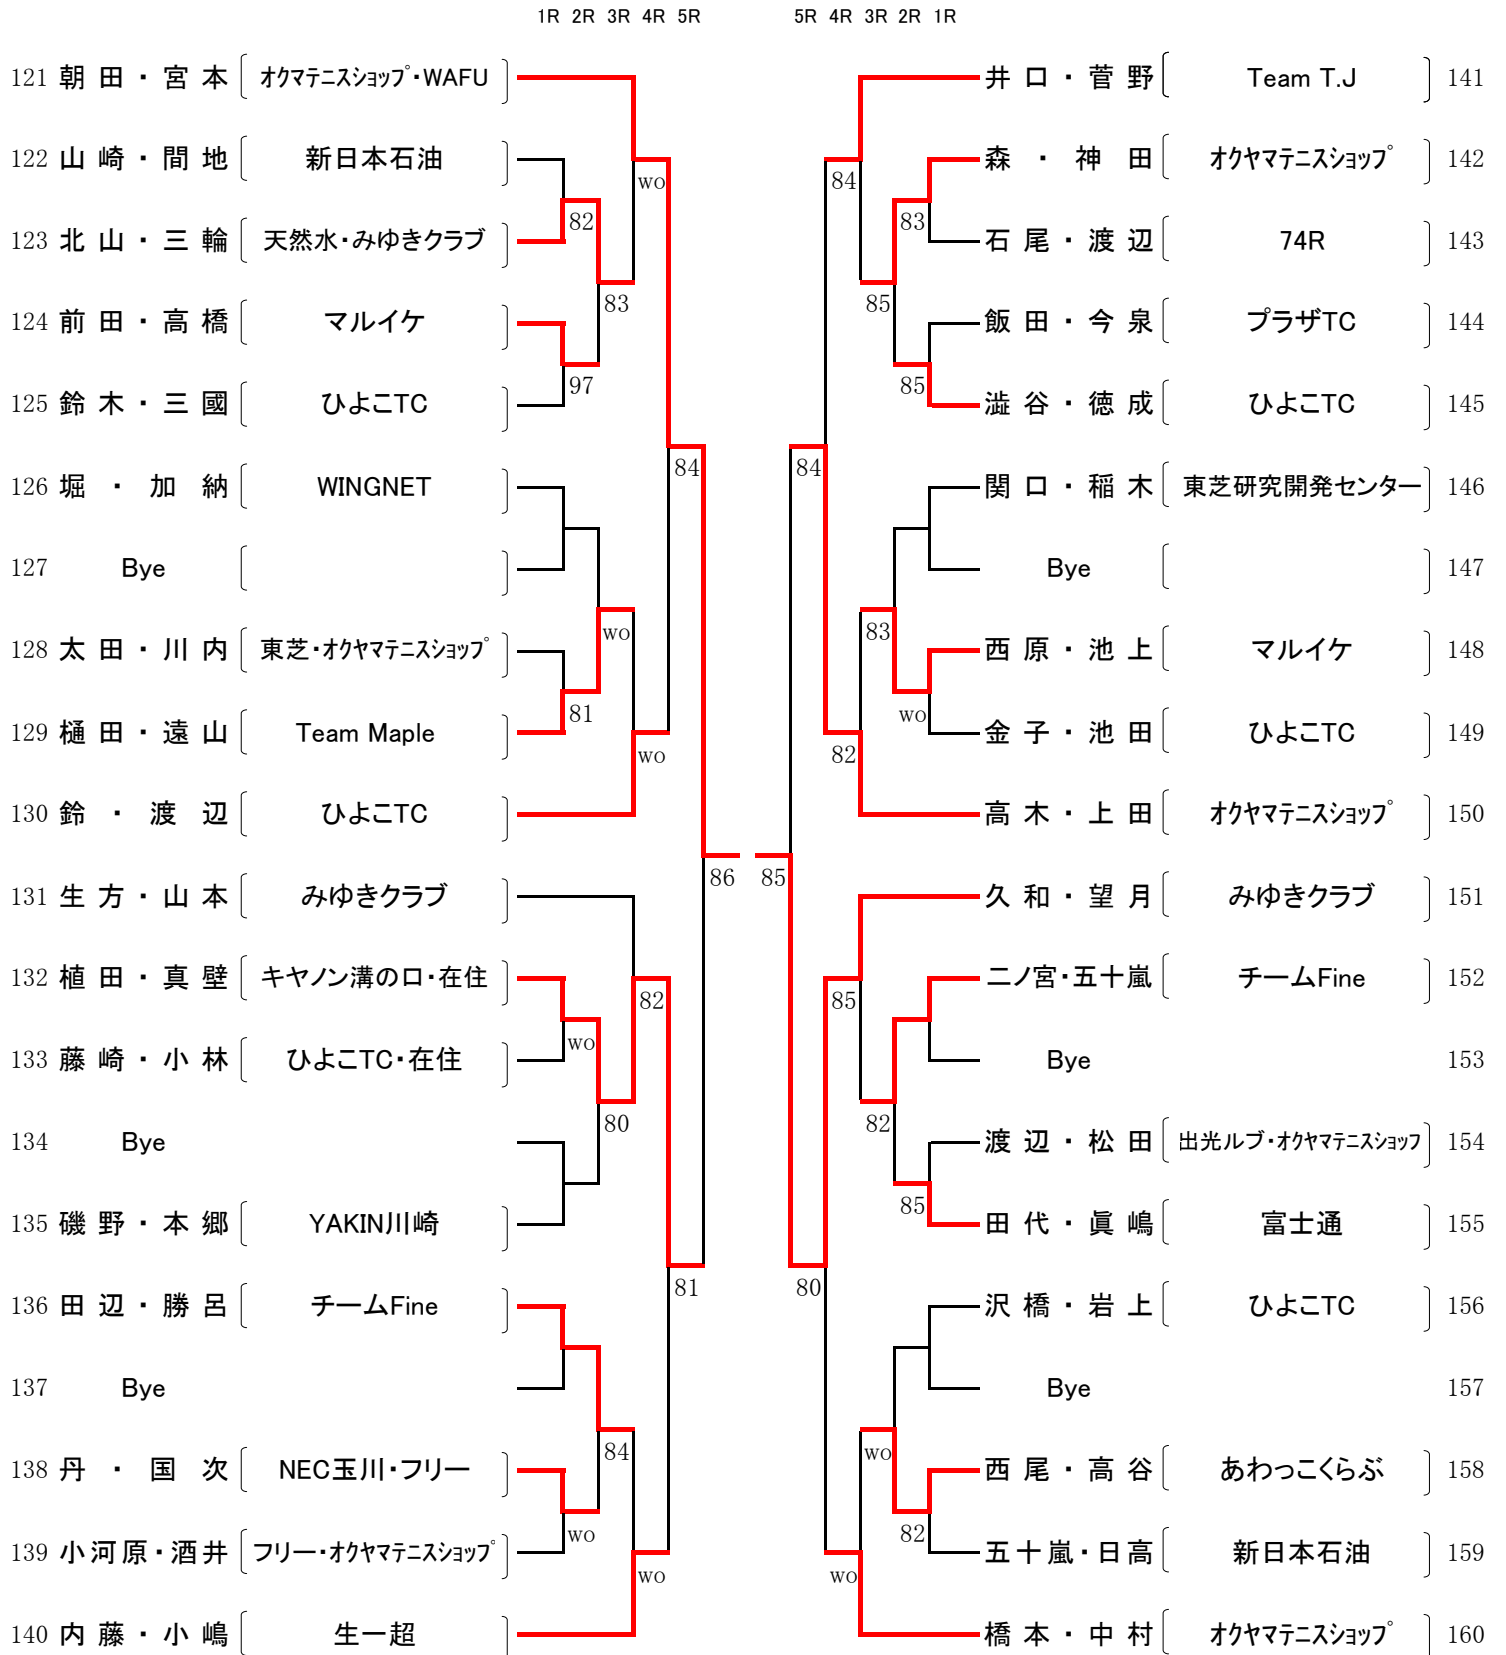 1R 2R 3R 4R 5R 5R 4R 3R 2R 1R
121 朝田・宮本 オクマテニスショップ・WAFU 井口・菅野 Team T.J 141
122 山崎・間地 新日本石油 wo 84 森・神田 オクヤマテニスショップ 142
123 北山・三輪 天然水・みゆきクラブ 82 83 石尾・渡辺 74R 143
124 前田・高橋 マルイケ 83 85 飯田・今泉 プラザTC 144
125 鈴木・三國 ひよこTC 97 85 澁谷・徳成 ひよこTC 145
84 84
126 堀・加納 WINGNET 関口・稲木 東芝研究開発センター 146
127 Bye Bye 147
128 太田・川内 東芝・オクヤマテニスショップ wo 83 西原・池上 マルイケ 148
129 樋田・遠山 Team Maple 81 wo 金子・池田 ひよこTC 149
wo 82
130 鈴・渡辺 ひよこTC 高木・上田 オクヤマテニスショップ 150
86 85
131 生方・山本 みゆきクラブ 久和・望月 みゆきクラブ 151
132 植田・真壁 キヤノン溝の口・在住 82 85 二ノ宮・五十嵐 チームFine 152
133 藤崎・小林 ひよこTC・在住 wo Bye 153
134 Bye 80 82 渡辺・松田 出光ルブ・オクヤマテニスショッフ 154
135 磯野・本郷 YAKIN川崎 85 田代・眞嶋 富士通 155
81 80
136 田辺・勝呂 チームFine 沢橋・岩上 ひよこTC 156
137 Bye Bye 157
138 丹・国次 NEC玉川・フリー 84 wo 西尾・高谷 あわっこくらぶ 158
139 小河原・酒井 フリー・オクヤマテニスショップ wo 82 五十嵐・日高 新日本石油 159
wo wo
140 内藤・小嶋 生一超 橋本・中村 オクヤマテニスショップ 160